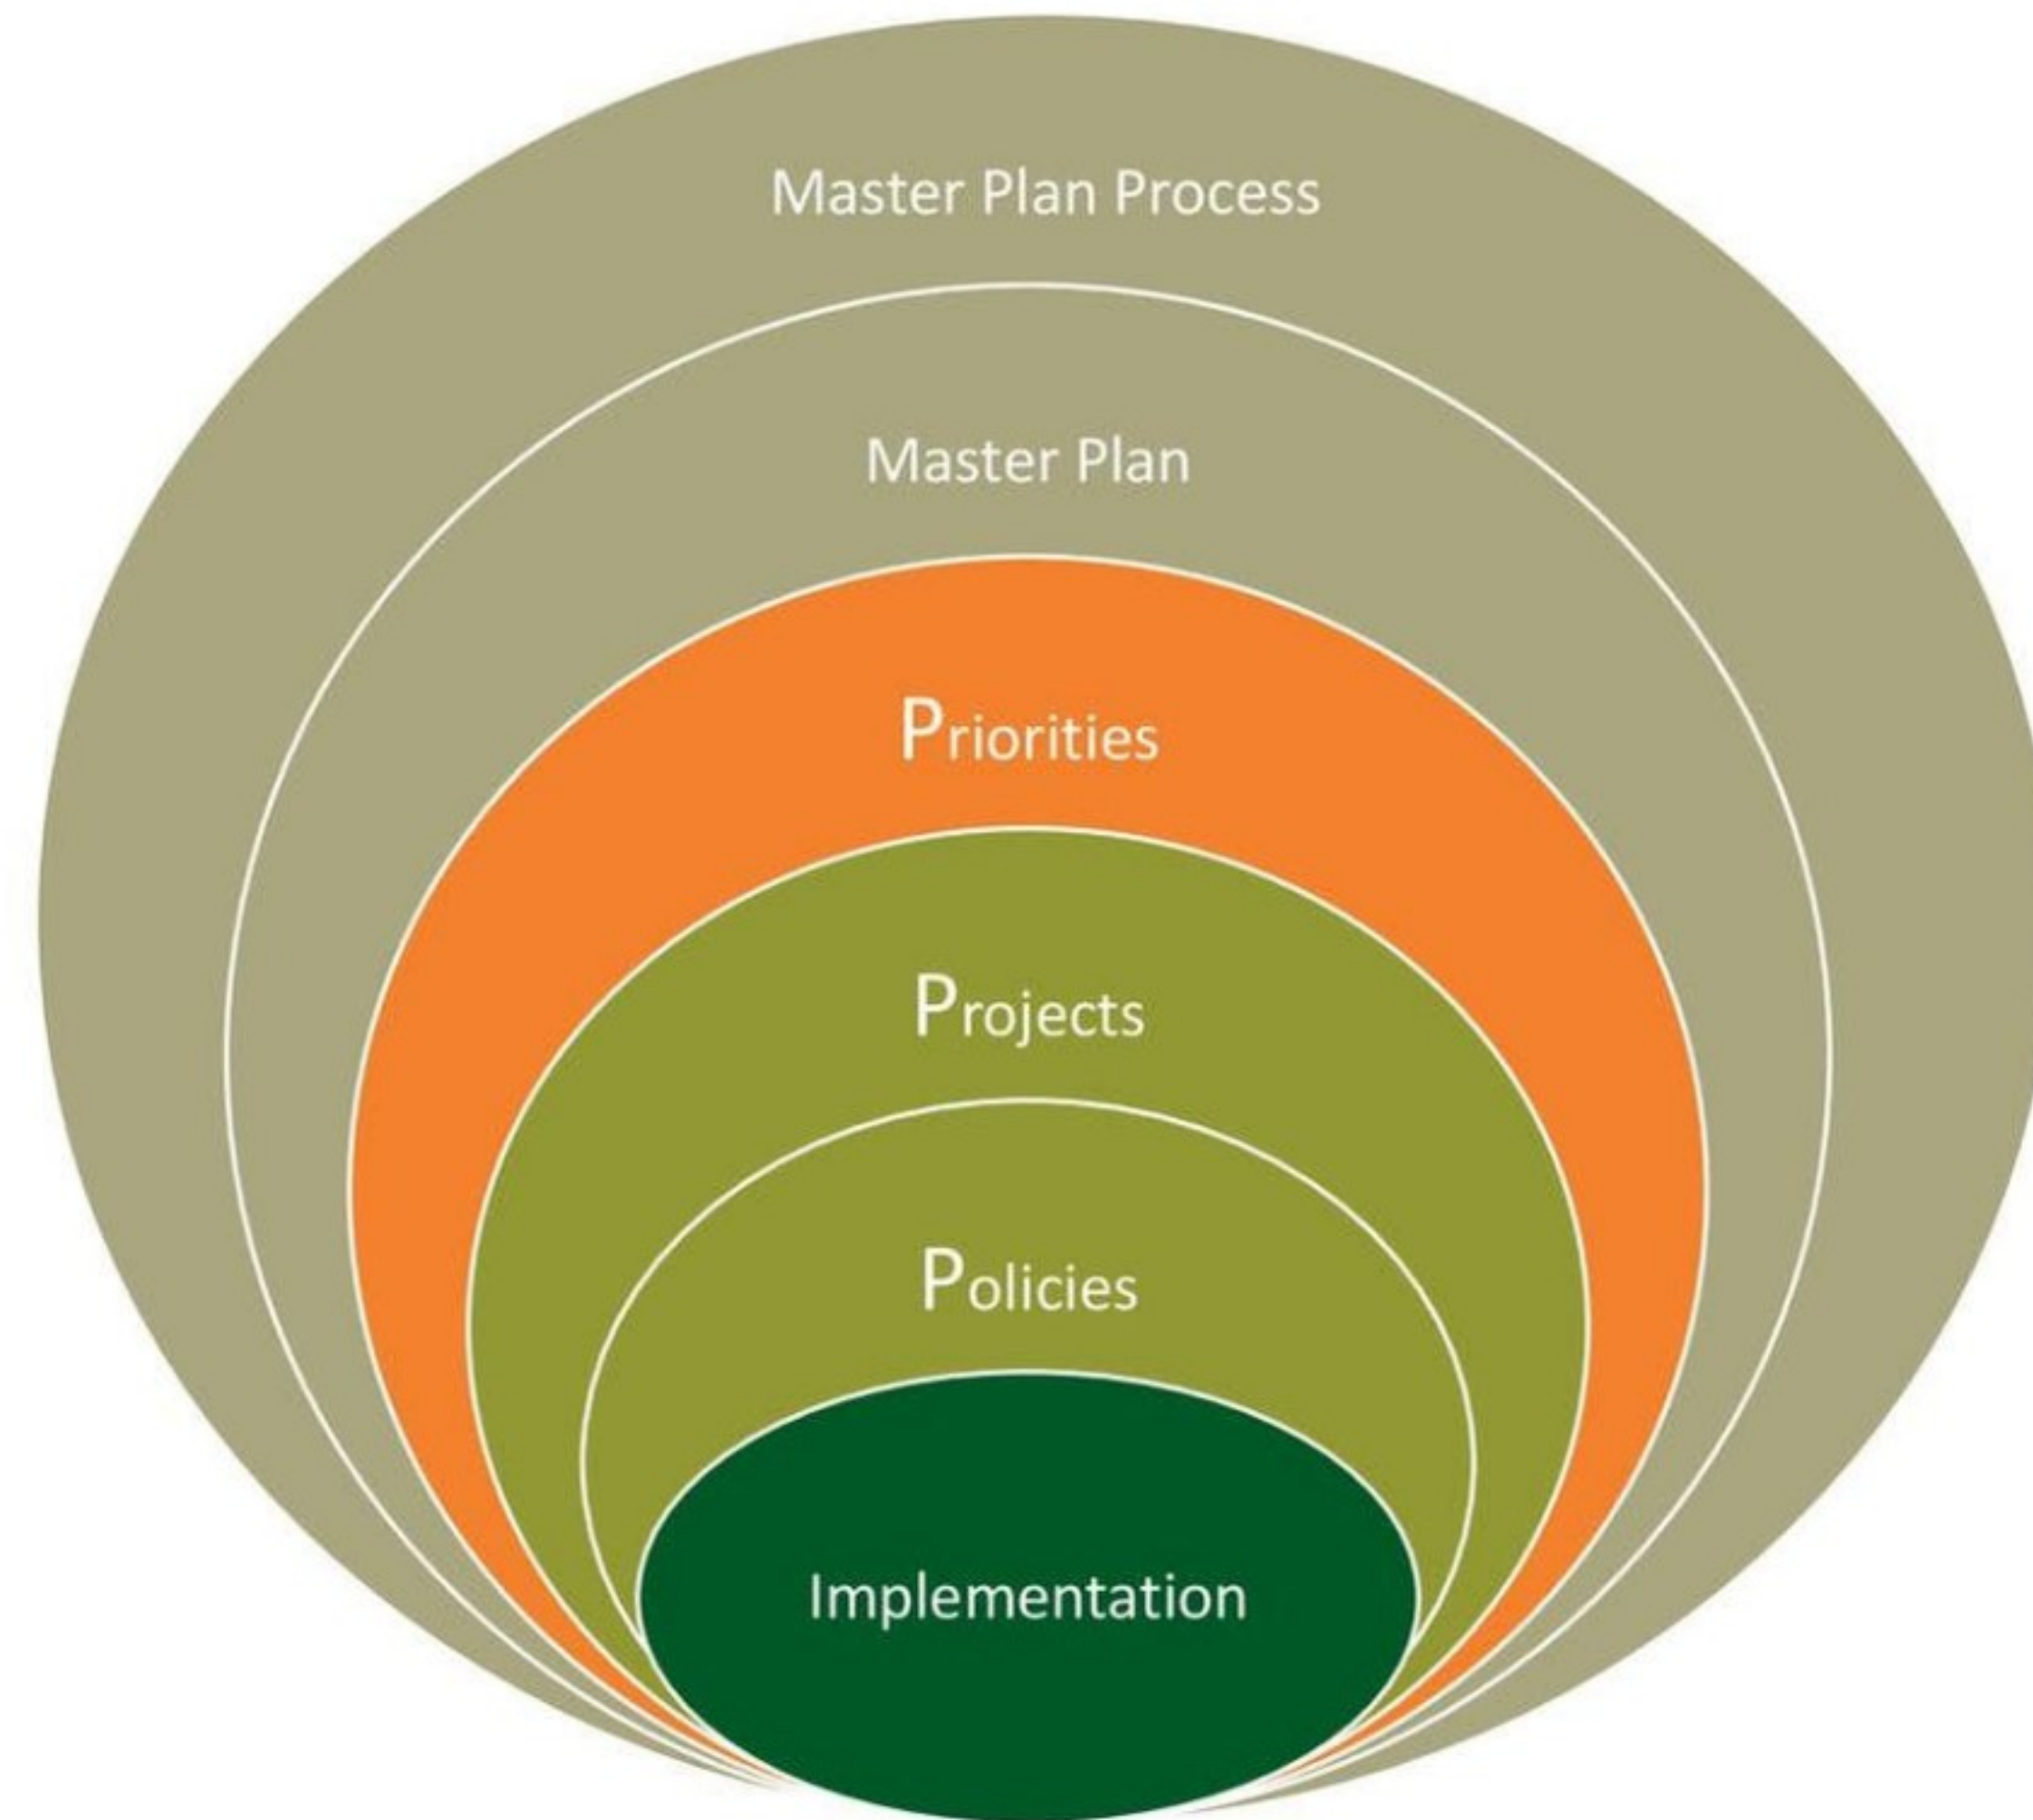 Master Plan Process
Master Plan
Priorities
Projects
Policies
Implementation